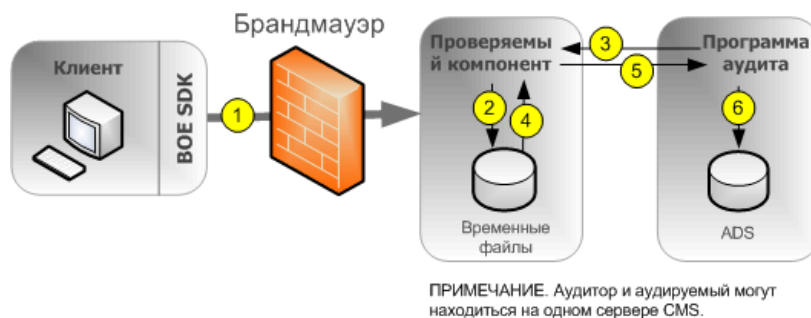 Брандмауэр
Клиент
BOE SDK
1
Проверяемы
й компонент
2
4
Временные
файлы
3
5
Программа
аудита
6
ADS
ПРИМЕЧАНИЕ. Аудитор и аудируемый могут
находиться на одном сервере CMS.